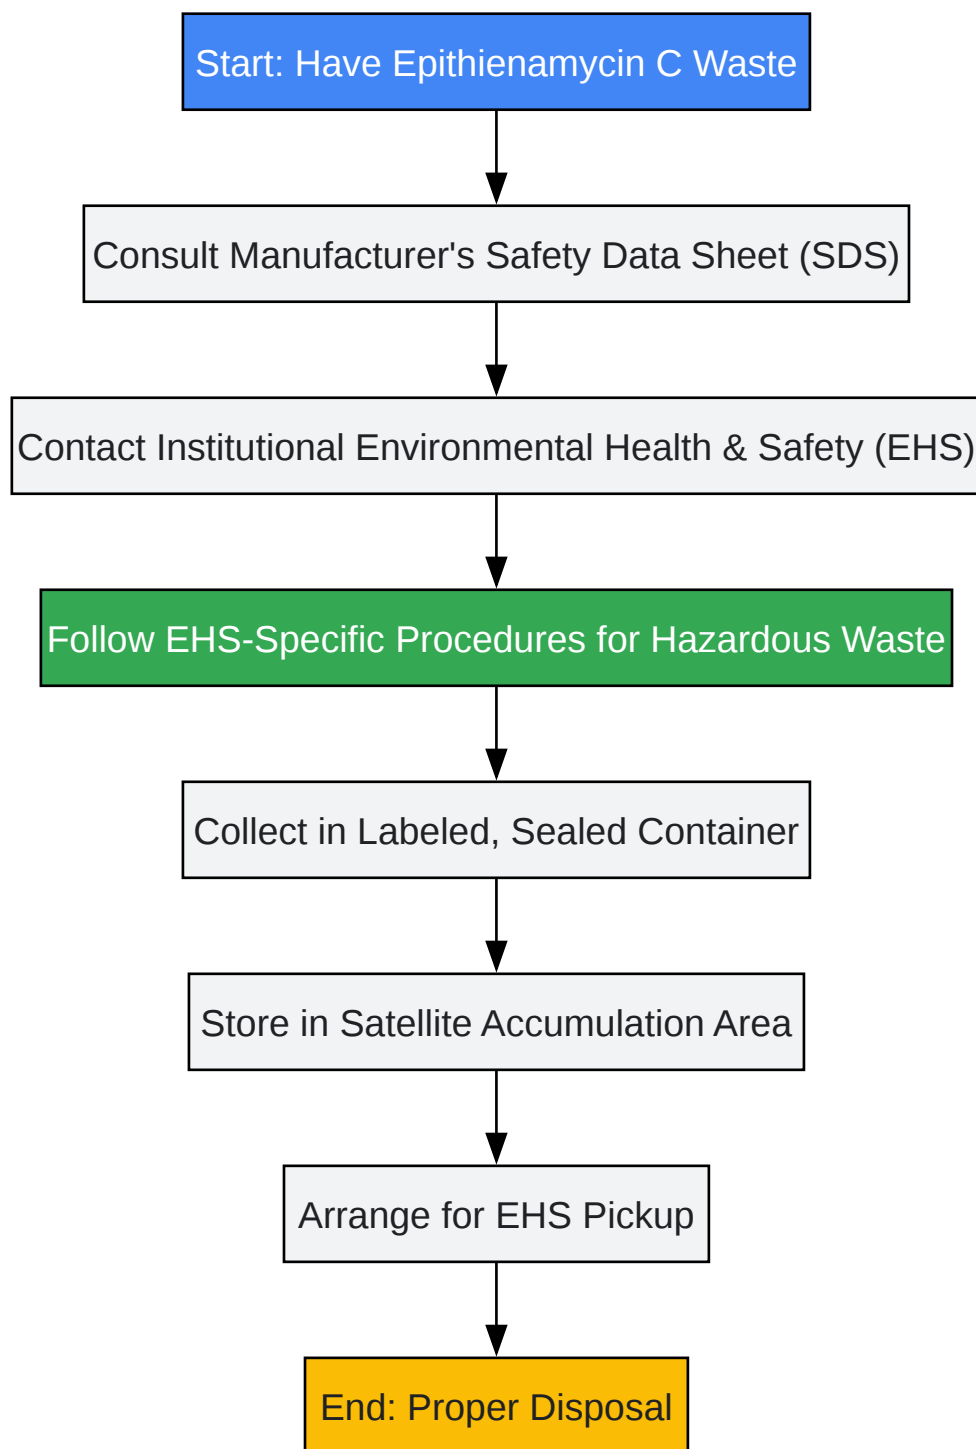 Start: Have Epithienamycin C Waste
Consult Manufacturer's Safety Data Sheet (SDS)
Contact Institutional Environmental Health & Safety (EHS)
Follow EHS-Specific Procedures for Hazardous Waste
Collect in Labeled, Sealed Container
Store in Satellite Accumulation Area
Arrange for EHS Pickup
End: Proper Disposal